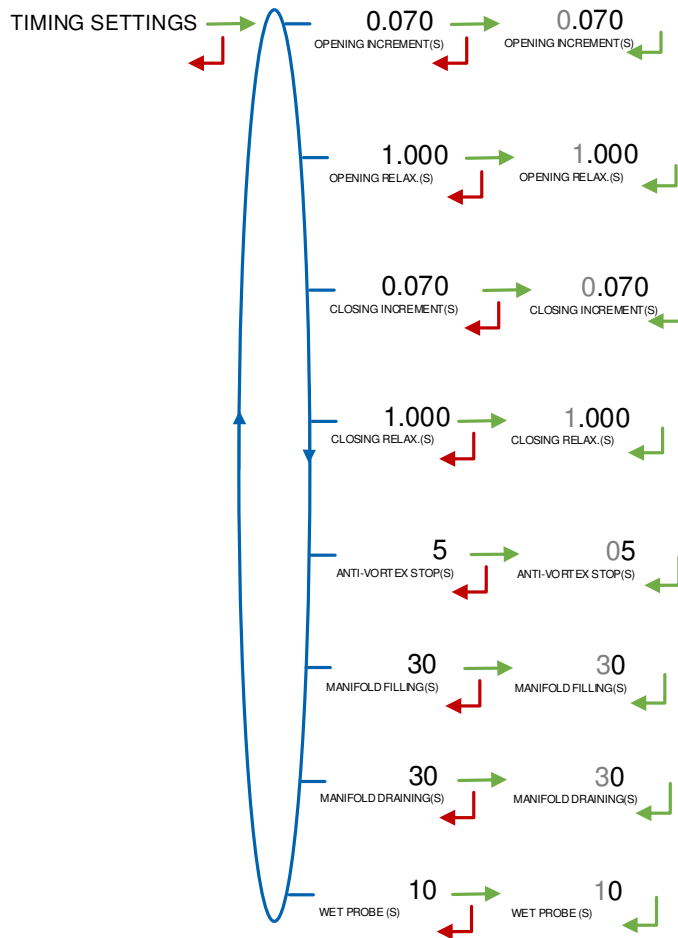 TIMING SETTINGS
0.070 0.070
OPENING INCREMENT(S) OPENING INCREMENT(S)
1.000 1.000
OPENING RELAX.(S) OPENING RELAX.(S)
0.070 0.070
CLOSING INCREMENT(S) CLOSING INCREMENT(S)
1.000 1.000
CLOSING RELAX.(S) CLOSING RELAX.(S)
5 05
ANTI-VORTEX STOP(S) ANTI-VORTEX STOP(S)
30 30
MANIFOLD FILLING(S) MANIFOLD FILLING(S)
30 30
MANIFOLD DRAINING(S) MANIFOLD DRAINING(S)
10 10
WET PROBE (S) WET PROBE (S)